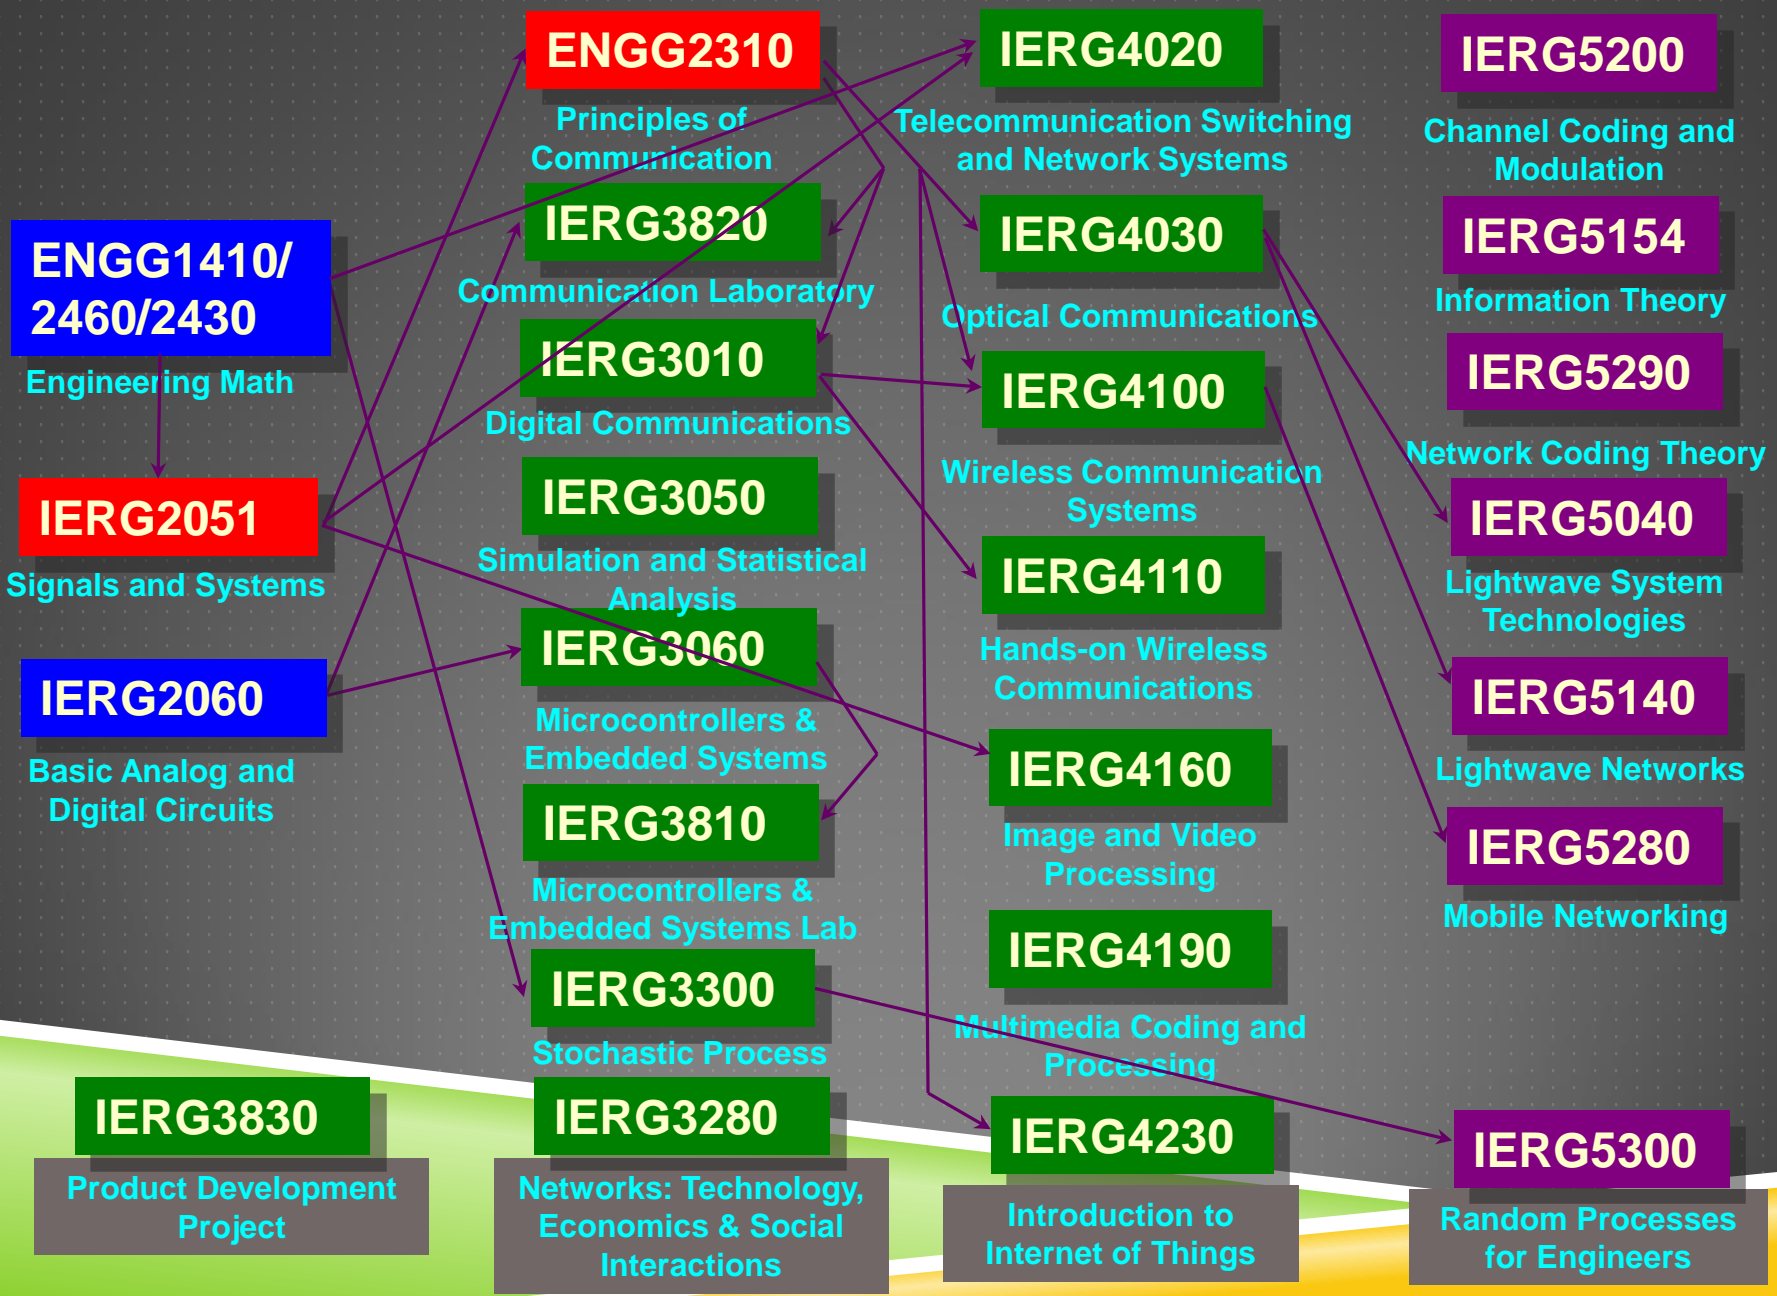 ENGG1410/
2460/2430
Engineering Math
IERG2051
Signals and Systems
IERG2060
Basic Analog and
Digital Circuits
IERG3830
Product Development
Project
ENGG2310
Principles of
Communication
IERG3820
Communication Laboratory
IERG3010
Digital Communications
IERG3050
Simulation and Statistical
Analysis
IERG3060
Microcontrollers &
Embedded Systems
IERG3810
Microcontrollers &
Embedded Systems Lab
IERG3300
Stochastic Process
IERG3280
Networks: Technology,
Economics & Social
Interactions
IERG4020
Telecommunication Switching
and Network Systems
IERG4030
Optical Communications
IERG4100
Wireless Communication
Systems
IERG4110
Hands-on Wireless
Communications
IERG4160
Image and Video
Processing
IERG4190
Multimedia Coding and
Processing
IERG4230
Introduction to
Internet of Things
IERG5200
Channel Coding and
Modulation
IERG5154
Information Theory
IERG5290
Network Coding Theory
IERG5040
Lightwave System
Technologies
IERG5140
Lightwave Networks
IERG5280
Mobile Networking
IERG5300
Random Processes
for Engineers